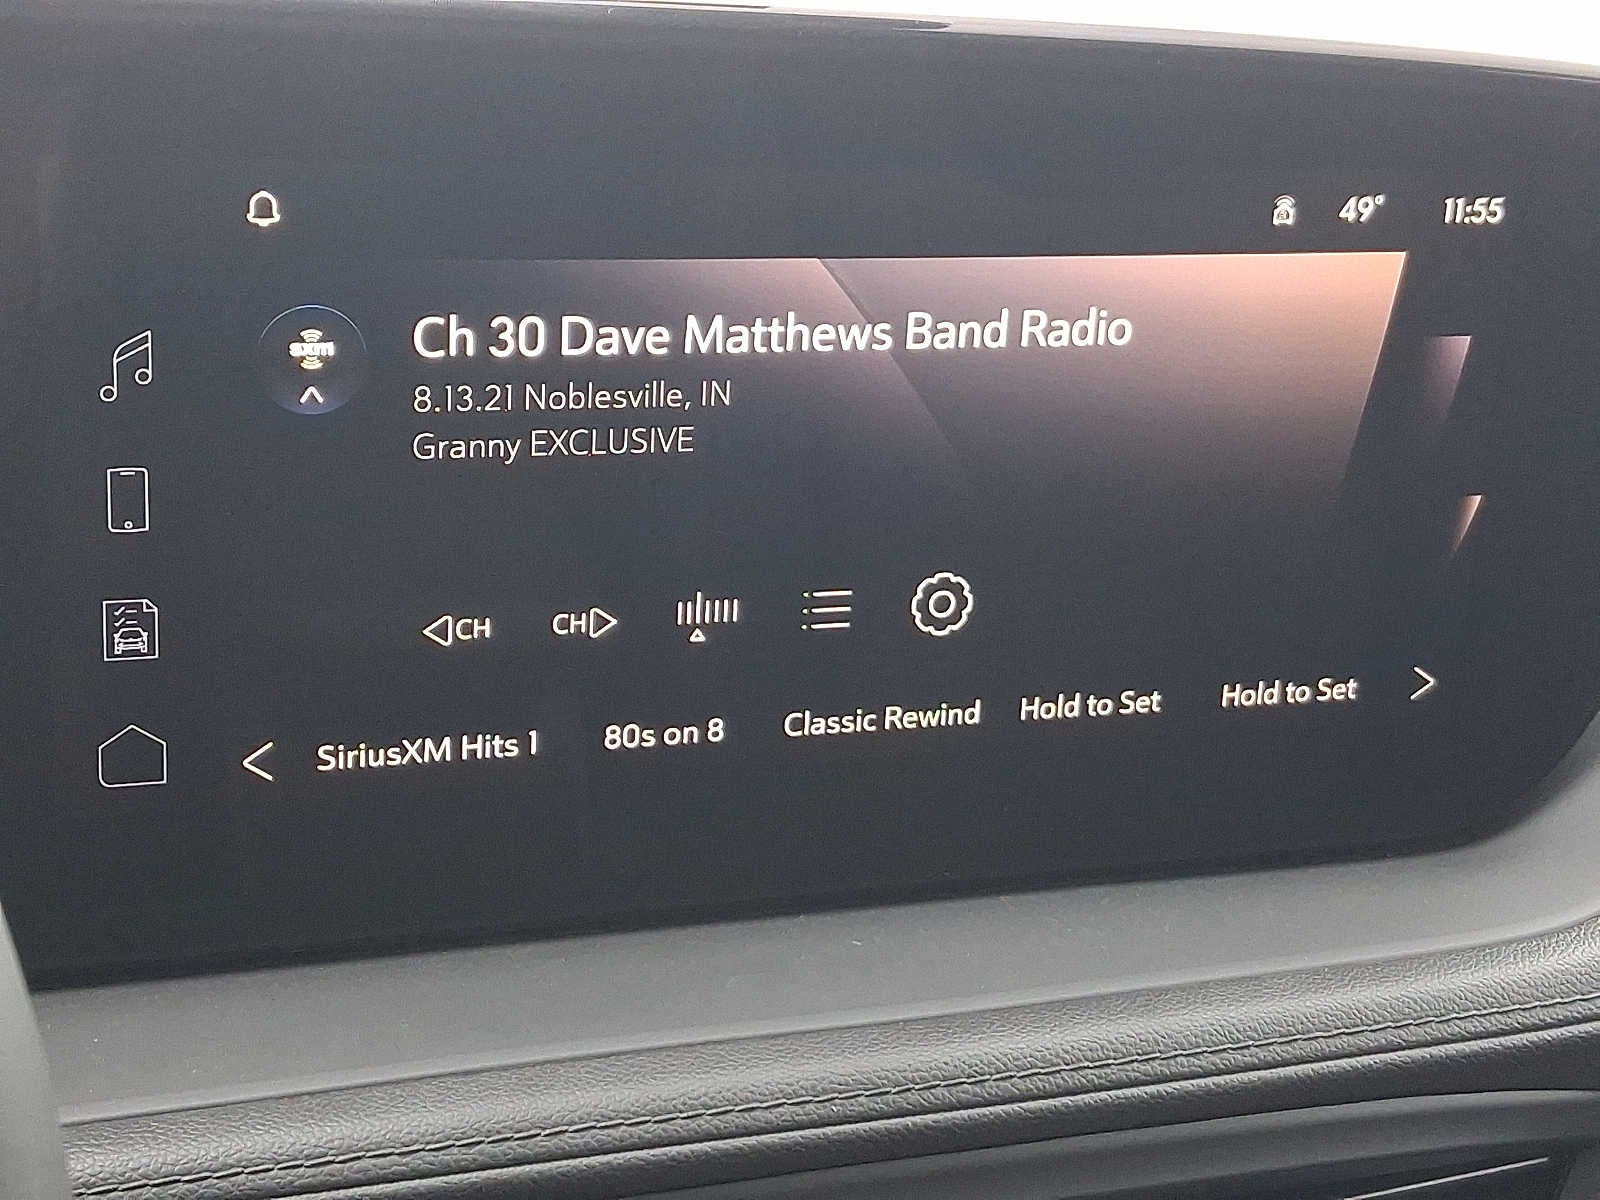 49° 11:55
sxm
Ch 30 Dave Matthews Band Radio
8.13.21 Noblesville, IN
Granny EXCLUSIVE
CH CH
SiriusXM Hits 1 80s on 8 Classic Rewind Hold to Set Hold to Set